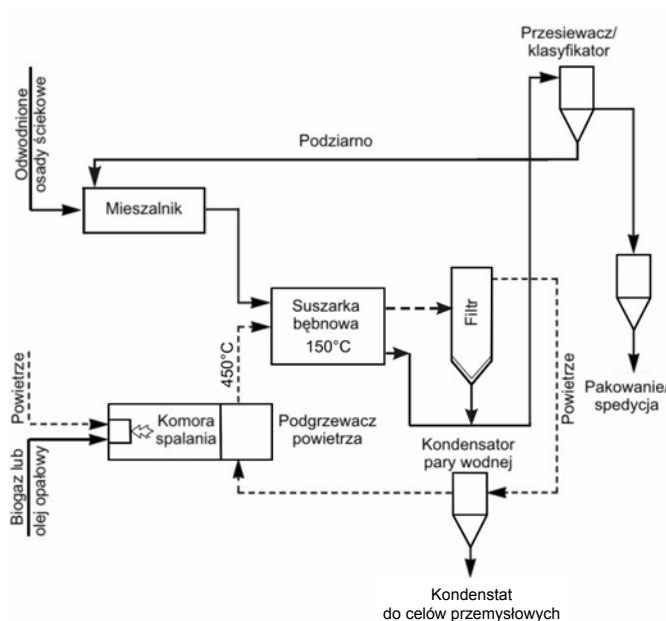 Przesiewacz/
klasyfikator
Odwodnione
osady ściekowe
Podziarno
Mieszalnik
Suszarka
bębnowa
150°C
Filtr
450°C
Powietrze
Pakowanie/
spedycja
Powietrze
Komora
spalania
Podgrzewacz
powietrza
Kondensator
pary wodnej
Biogaz lub
olej opałowy
Kondenstat
do celów przemysłowych